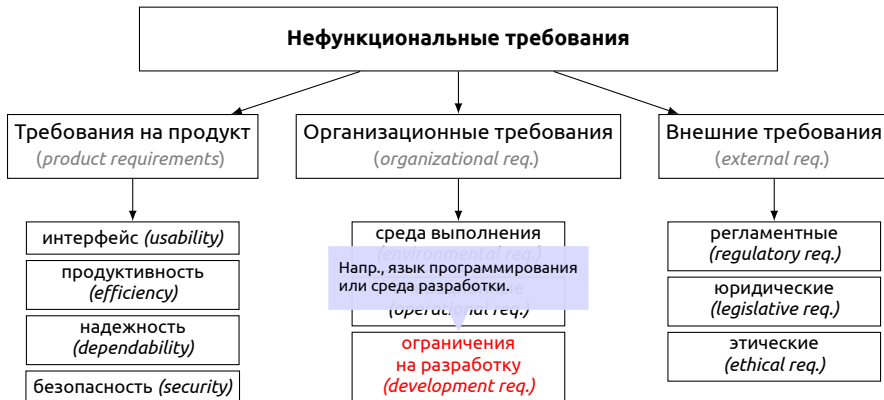 Нефункциональные требования
Требования на продукт
(product requirements)
интерфейс (usability)
продуктивность
(efficiency)
надежность
(dependability)
безопасность (security)
Организационные требования
(organizational req.)
среда выполнения
(environmental req.)
Напр., язык программирования
или среда разработки.
(operational req.)
ограничения
на разработку
(development req.)
Внешние требования
(external req.)
регламентные
(regulatory req.)
юридические
(legislative req.)
этические
(ethical req.)